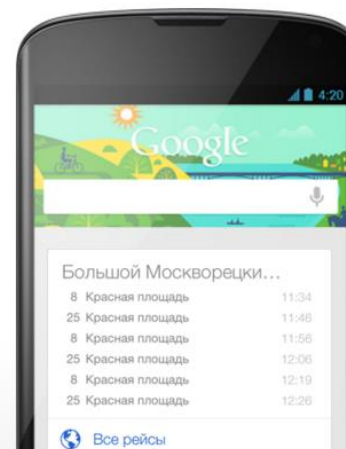 4:20
Google
Большой Москворецки...
8 Красная площадь 11:34
25 Красная площадь 11:46
8 Красная площадь 11:56
25 Красная площадь 12:06
8 Красная площадь 12:19
25 Красная площадь 12:26
Все рейсы